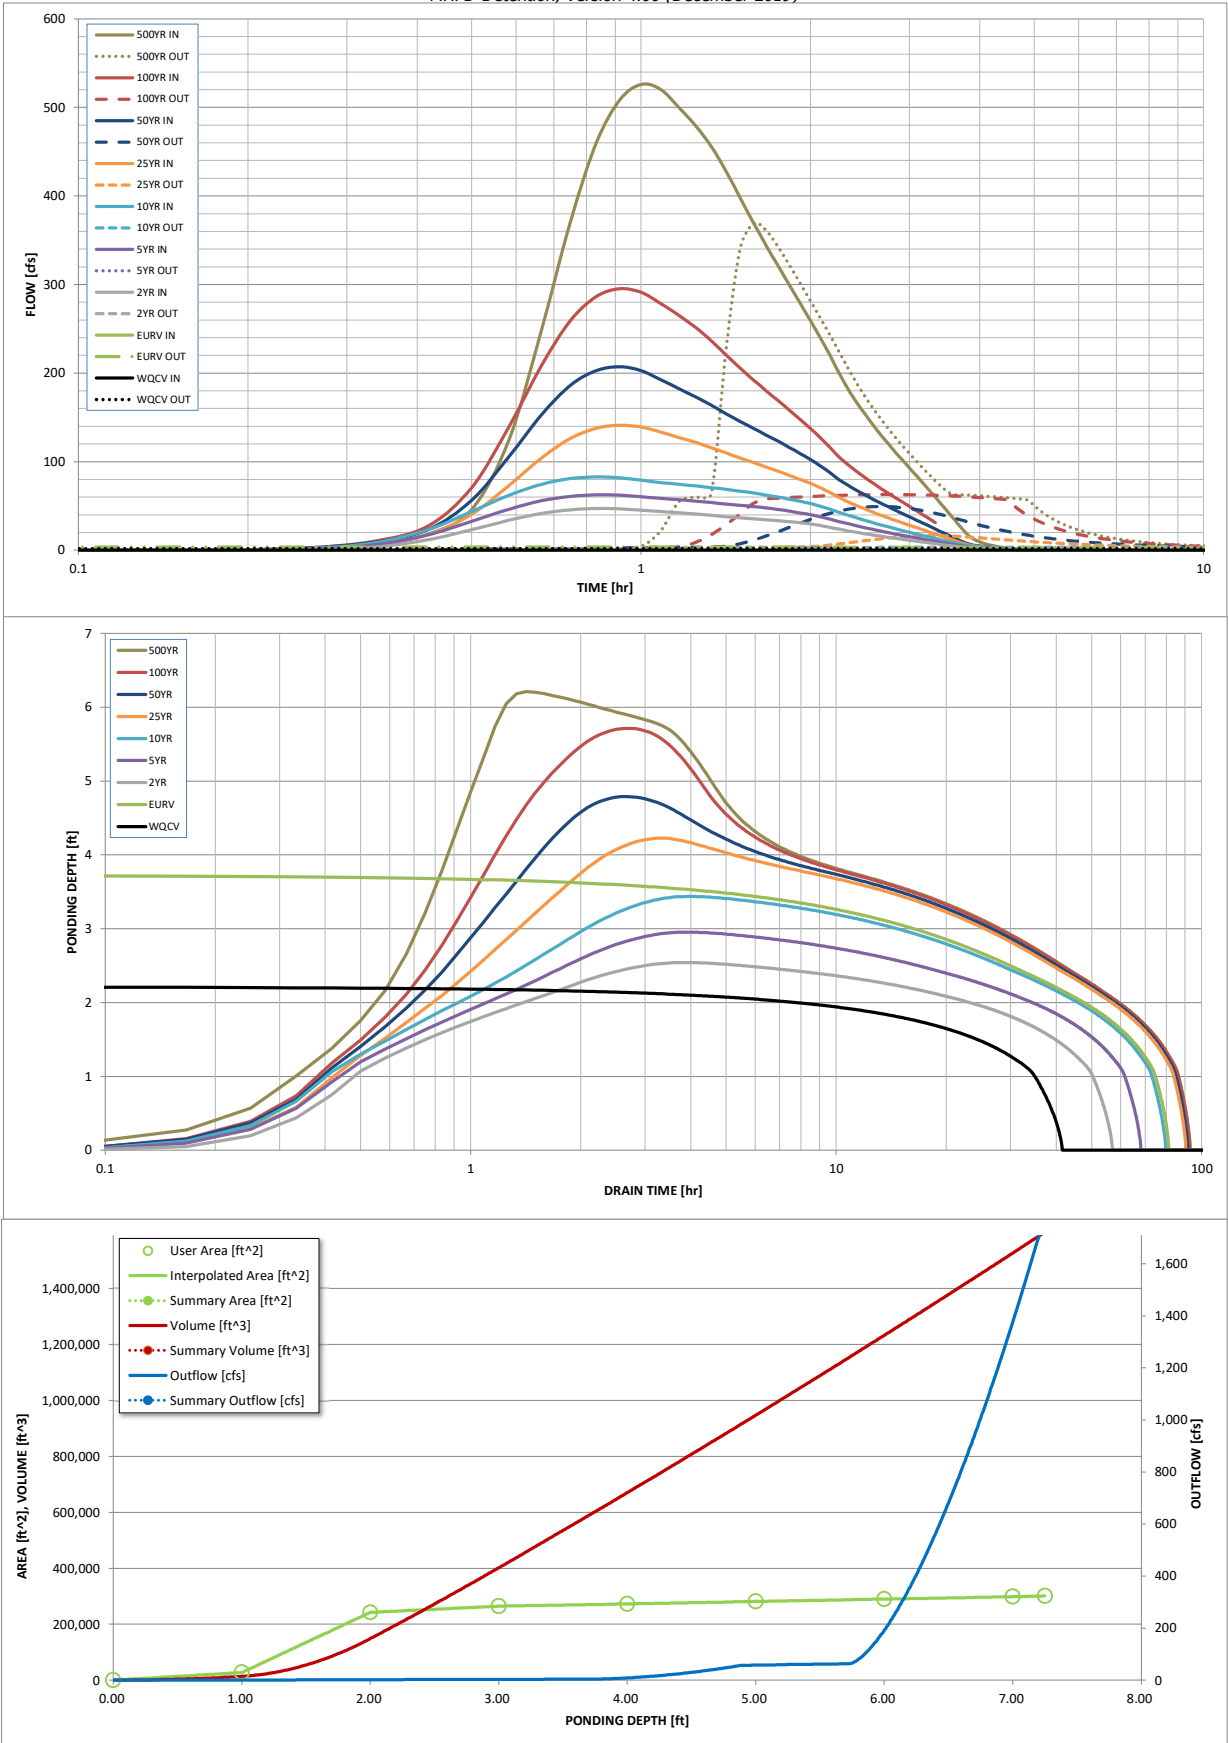 MHFD-Detention, Version 4.00 (December 2019)
600
500
400
300
200
100
0
FLOW [cfs]
500YR IN
500YR OUT
100YR IN
100YR OUT
50YR IN
50YR OUT
25YR IN
25YR OUT
10YR IN
10YR OUT
5YR IN
5YR OUT
2YR IN
2YR OUT
EURV IN
EURV OUT
WQCV IN
WQCV OUT
0.1
1
10
TIME [hr]
7
6
5
4
3
2
1
0
PONDING DEPTH [ft]
500YR
100YR
50YR
25YR
10YR
5YR
2YR
EURV
WQCV
0.1
1
10
100
DRAIN TIME [hr]
User Area [ft^2]
Interpolated Area [ft^2]
Summary Area [ft^2]
Volume [ft^3]
Summary Volume [ft^3]
Outflow [cfs]
Summary Outflow [cfs]
1,400,000
1,200,000
1,000,000
800,000
600,000
400,000
200,000
0
AREA [ft^2], VOLUME [ft^3]
1,600
1,400
1,200
1,000
800
600
400
200
0
OUTFLOW [cfs]
0.00
1.00
2.00
3.00
4.00
5.00
6.00
7.00
8.00
PONDING DEPTH [ft]